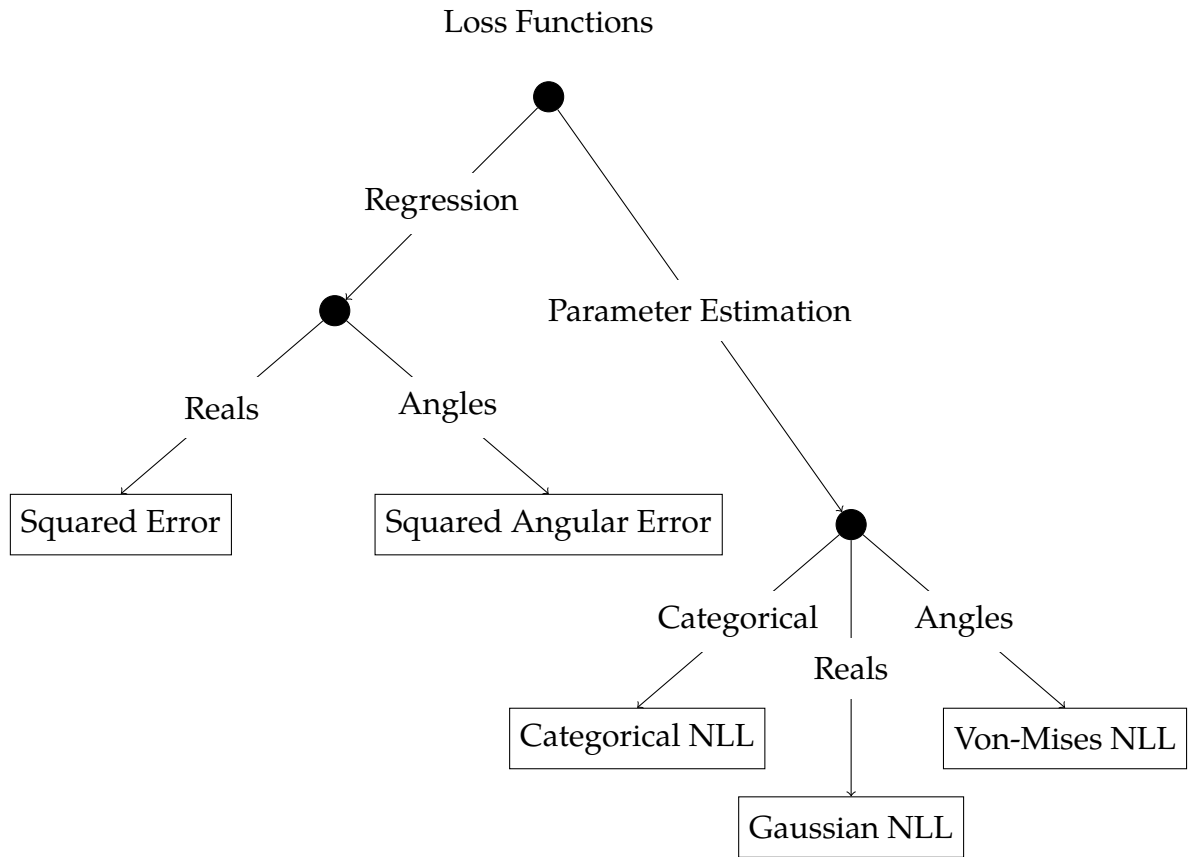 Loss Functions
Regression
Parameter Estimation
Reals
Angles
Squared Error
Squared Angular Error
Categorical
Reals
Angles
Categorical NLL
Von-Mises NLL
Gaussian NLL